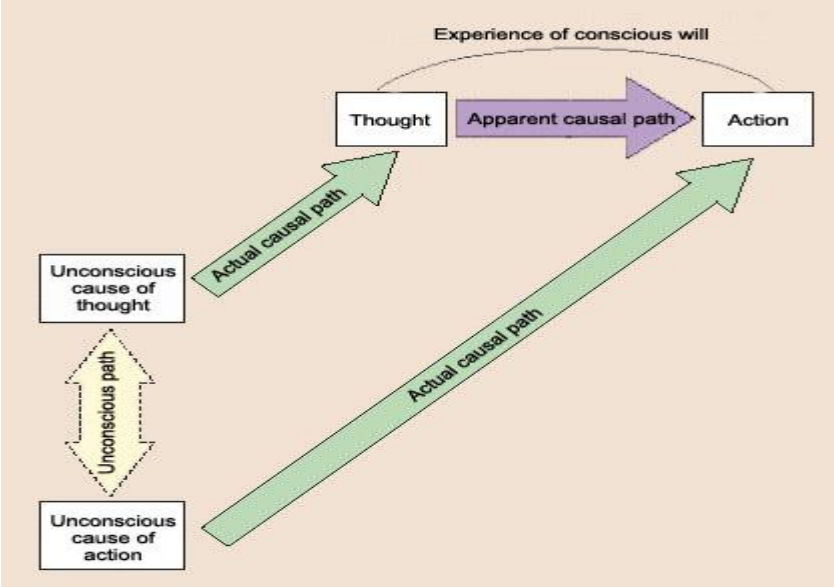 Experience of conscious will
Thought
Apparent causal path
Action
Actual causal path
Unconscious
cause of
thought
Actual causal path
Unconscious path
Unconscious
cause of
action